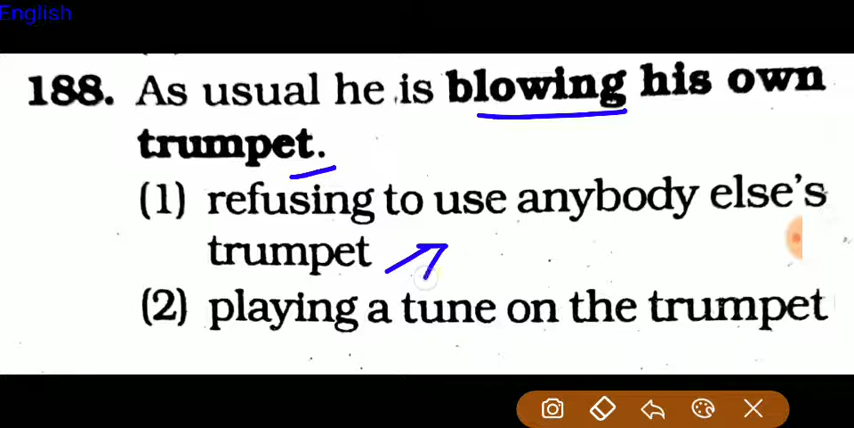 English
188. As usual he is blowing his own
trumpet.
(1) refusing to use anybody else's
trumpet
(2) playing a tune on the trumpet